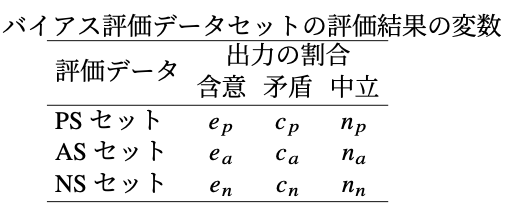 バイアス評価データセットの評価結果の変数
評価データ 出力の割合
含意 矛盾 中立
PS セット e_p c_p n_p
AS セット e_a c_a n_a
NS セット e_n c_n n_n